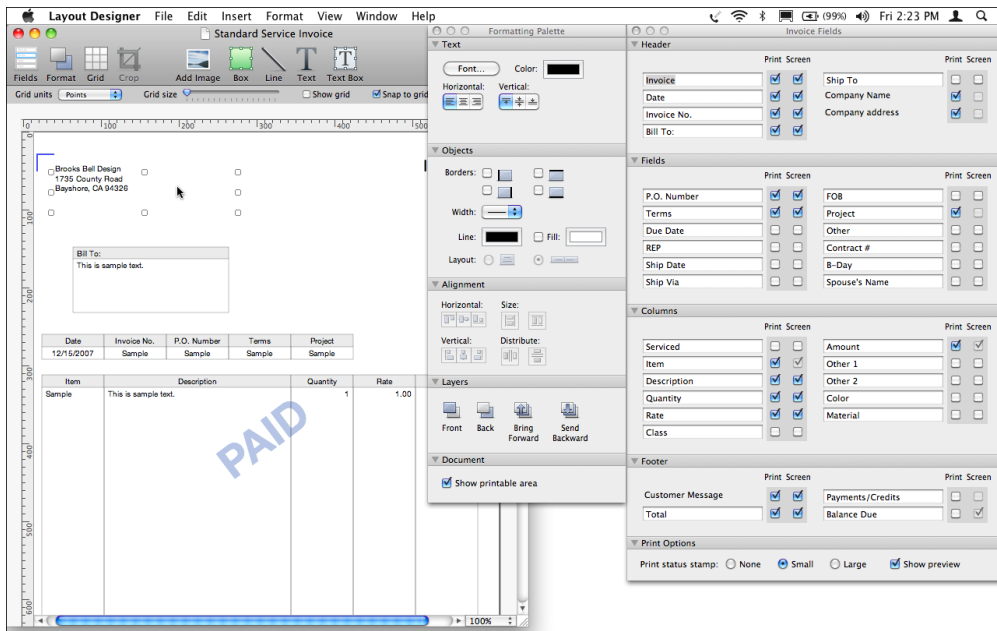 Layout Designer File Edit Insert Format View Window Help (99%) Fri 2:23 PM
Standard Service Invoice
Fields Format Grid Crop Add Image Box Line Text Text Box
Grid units Points Grid size Show grid Snap to grid
0 100 200 300 400 500
0
100
200
300
400
500
600
Brooks Bell Design
1735 County Road
Bayshore, CA 94326
Bill To:
This is sample text.
Date Invoice No. P.O. Number Terms Project
12/15/2007 Sample Sample Sample Sample
Item Description Quantity Rate
Sample This is sample text. 1 1.00
PAID
100%
Formatting Palette
Text
Font... Color:
Horizontal: Vertical:
Objects
Borders:
Width:
Line: Fill:
Layout:
Alignment
Horizontal: Size:
Vertical: Distribute:
Layers
Front Back Bring Forward Send Backward
Document
Show printable area
Invoice Fields
Header
Print Screen Print Screen
Invoice Ship To
Date Company Name
Invoice No. Company address
Bill To:
Fields
Print Screen Print Screen
P.O. Number FOB
Terms Project
Due Date Other
REP Contract #
Ship Date B-Day
Ship Via Spouse's Name
Columns
Print Screen Print Screen
Serviced Amount
Item Other 1
Description Other 2
Quantity Color
Rate Material
Class
Footer
Print Screen Print Screen
Customer Message Payments/Credits
Total Balance Due
Print Options
Print status stamp: None Small Large Show preview